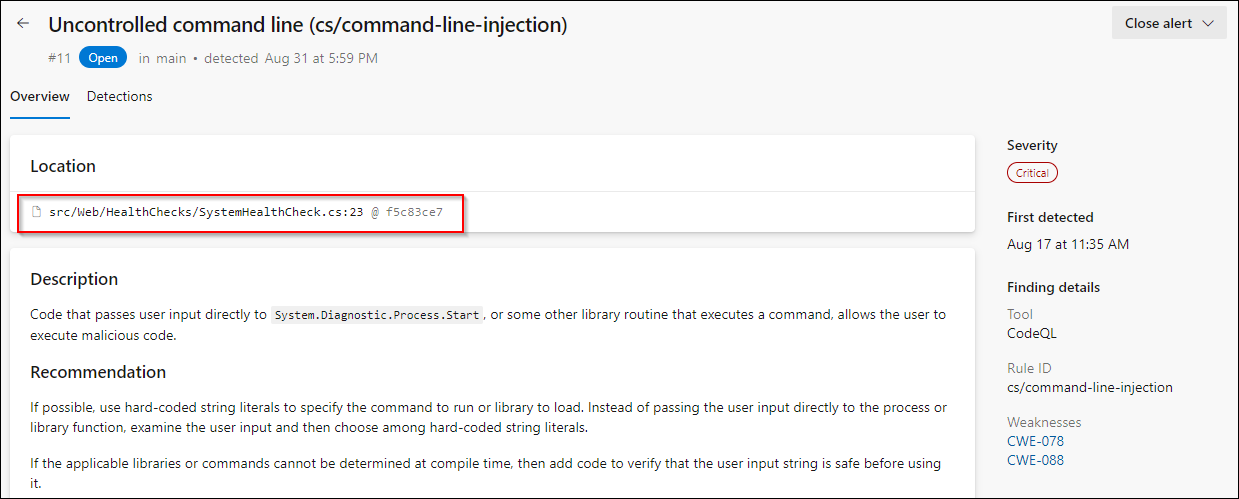 Uncontrolled command line (cs/command-line-injection)
Close alert
#11 Open in main • detected Aug 31 at 5:59 PM
Overview Detections
Location
src/Web/HealthChecks/SystemHealthCheck.cs:23 @ f5c83ce7
Description
Code that passes user input directly to System.Diagnostic.Process.Start, or some other library routine that executes a command, allows the user to
execute malicious code.
Recommendation
If possible, use hard-coded string literals to specify the command to run or library to load. Instead of passing the user input directly to the process or
library function, examine the user input and then choose among hard-coded string literals.
If the applicable libraries or commands cannot be determined at compile time, then add code to verify that the user input string is safe before using
it.
Severity
Critical
First detected
Aug 17 at 11:35 AM
Finding details
Tool
CodeQL
Rule ID
cs/command-line-injection
Weaknesses
CWE-078
CWE-088